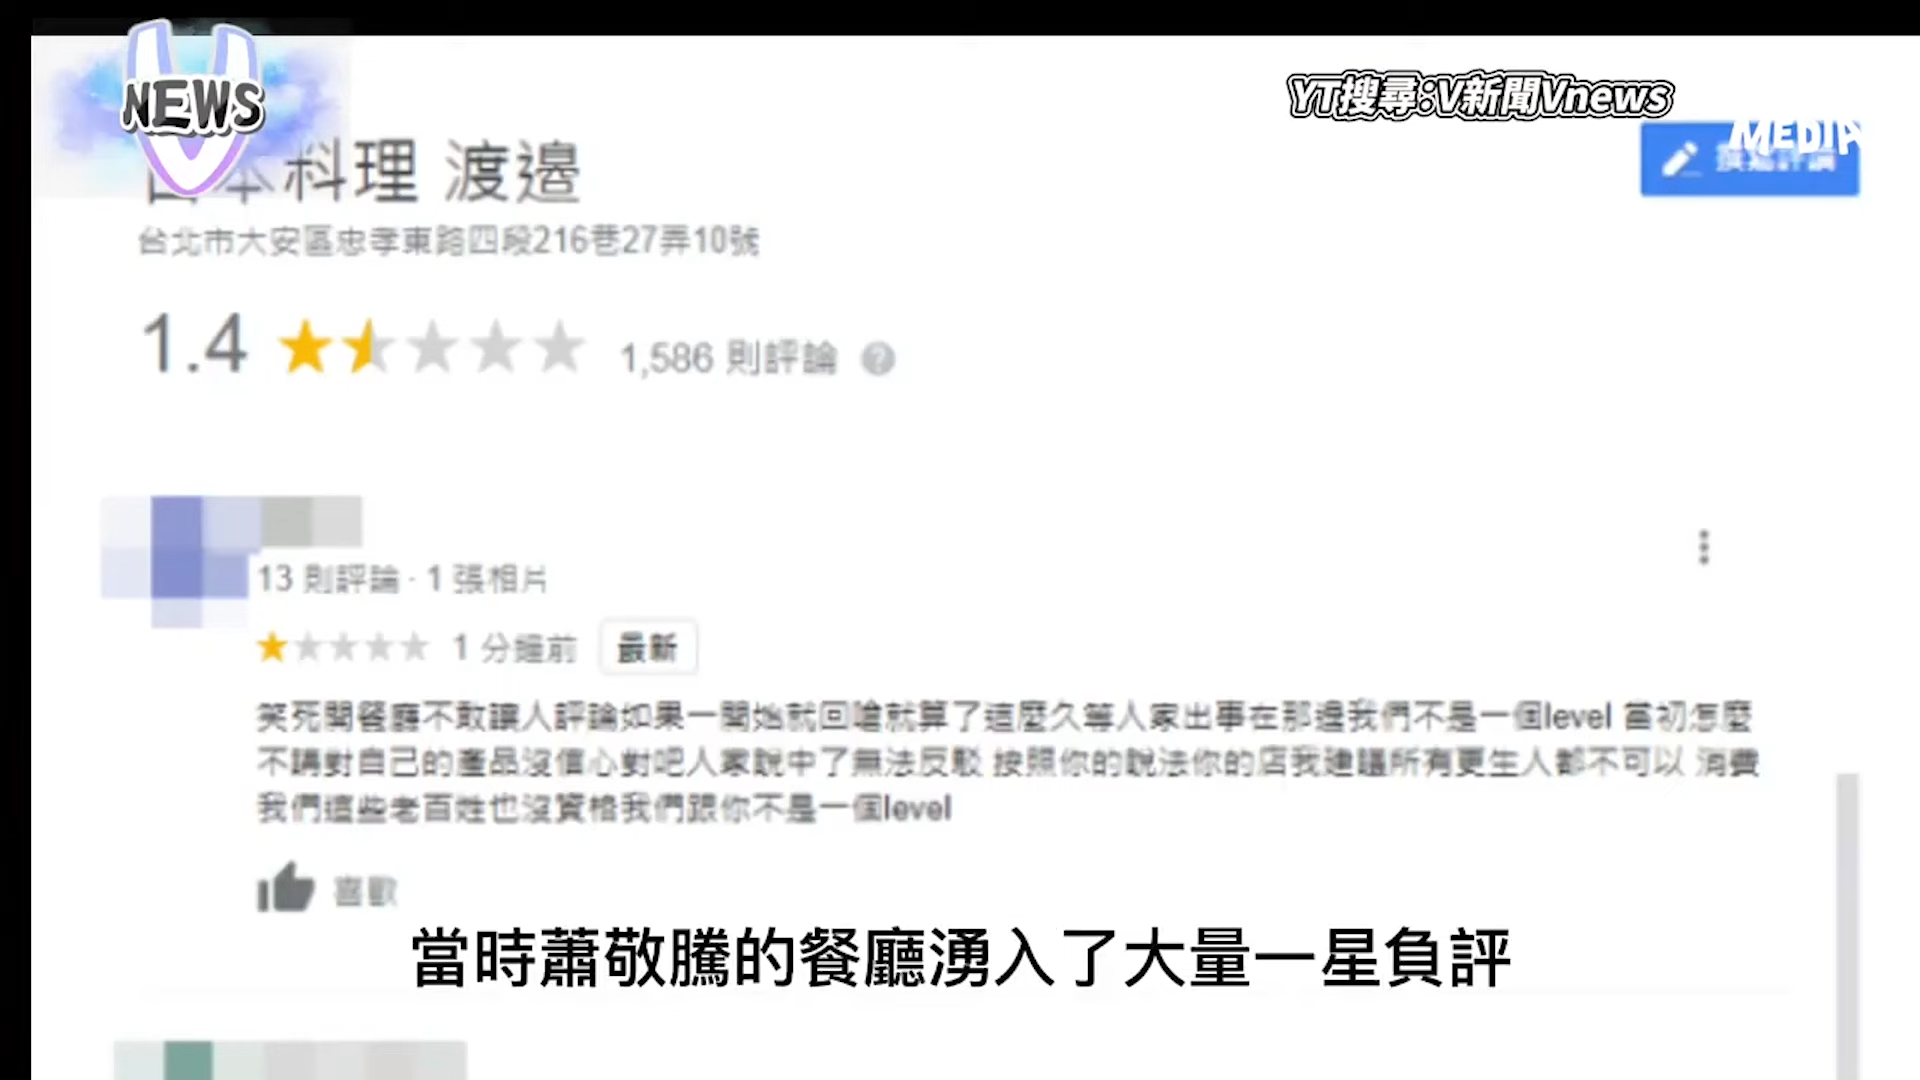 NEWS
YT搜尋:V新聞Vnews
MEDIA
日本料理 渡邉
台北市大安區忠孝東路四段216巷27弄10號
1.4 1,586 則評論
13 則評論 · 1 張相片
1 分鐘前 最新
笑死開餐廳不敢讓人評論如果一開始就回嗆就算了這麼久等人家出事在那邊我們不是一個level 當初怎麼
不講對自己的產品沒信心對吧人家說中了無法反駁 按照你的說法你的店我建議所有更生人都不可以 消費
我們這些老百姓也沒資格我們跟你不是一個level
喜歡
當時蕭敬騰的餐廳湧入了大量一星負評